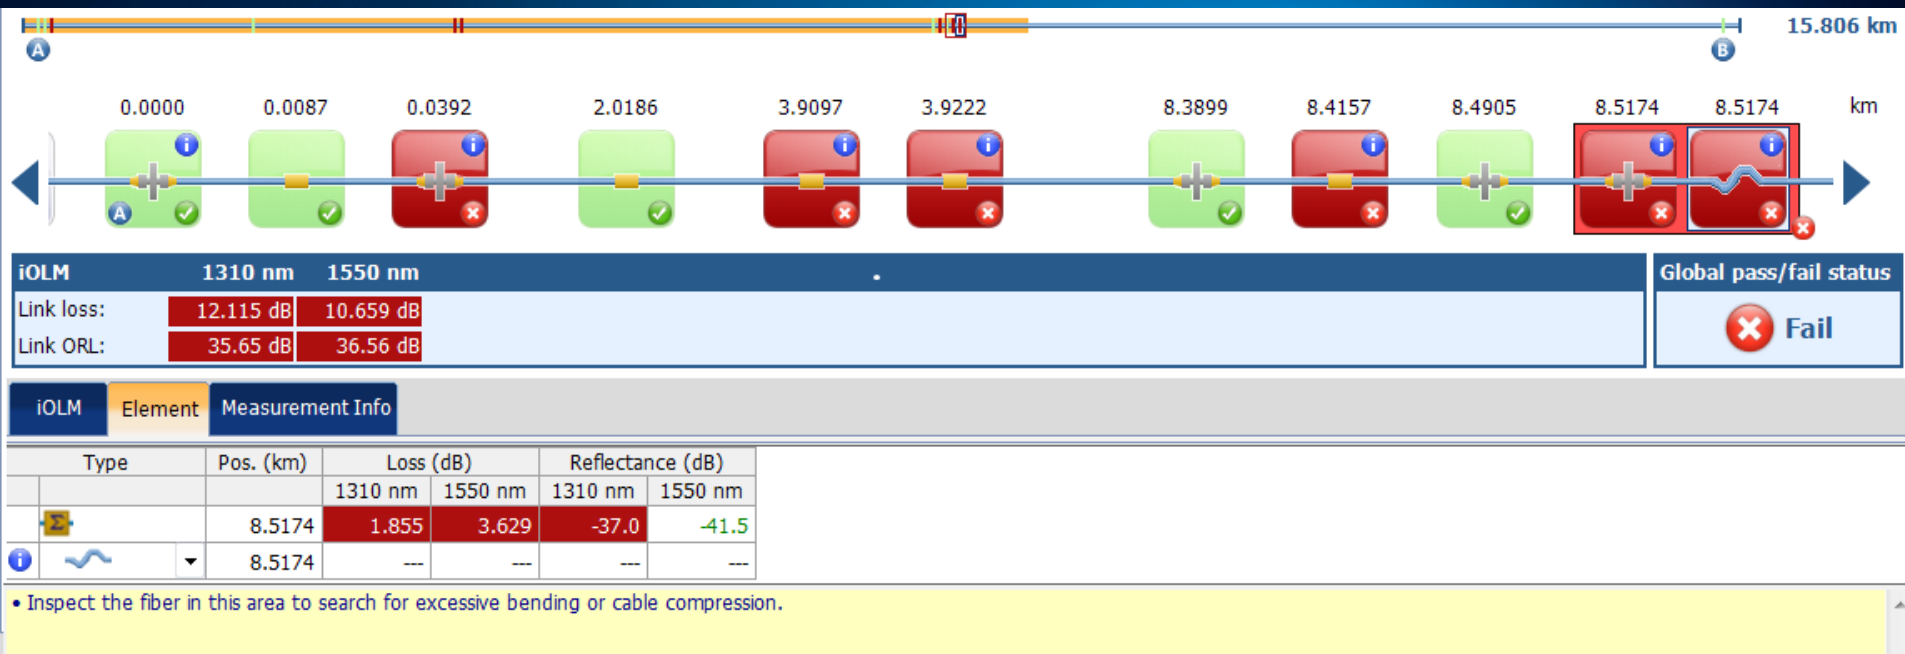 15.806 km
A B
0.0000 0.0087 0.0392 2.0186 3.9097 3.9222 8.3899 8.4157 8.4905 8.5174 8.5174 km
i i i i i i i
A
iOLM 1310 nm 1550 nm . Global pass/fail status
Link loss: 12.115 dB 10.659 dB
Fail
Link ORL: 35.65 dB 36.56 dB
iOLM Element Measurement Info
Type Pos. (km) Loss (dB) Reflectance (dB)
1310 nm 1550 nm 1310 nm 1550 nm
Σ 8.5174 1.855 3.629 -37.0 -41.5
i 8.5174 --- --- --- ---
• Inspect the fiber in this area to search for excessive bending or cable compression.